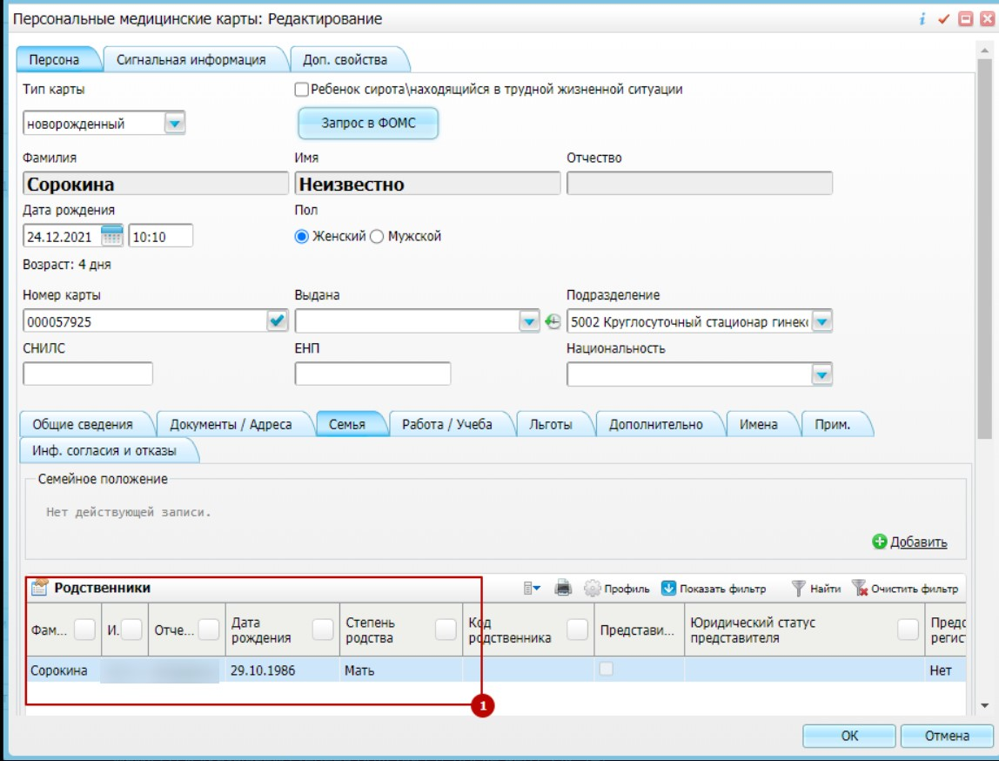 Персональные медицинские карты: Редактирование
Персона Сигнальная информация Доп. свойства
Тип карты Ребенок сирота\находящийся в трудной жизненной ситуации
новорожденный Запрос в ФОМС
Фамилия Имя Отчество
Сорокина Неизвестно
Дата рождения Пол
24.12.2021 10:10 Женский Мужской
Возраст: 4 дня
Номер карты Выдана Подразделение
000057925 5002 Круглосуточный стационар гинек
СНИЛС ЕНП Национальность
Общие сведения Документы / Адреса Семья Работа / Учеба Льготы Дополнительно Имена Прим.
Инф. согласия и отказы
Семейное положение
Нет действующей записи.
Добавить
Родственники Профиль Показать фильтр Найти Очистить фильтр
Фам... И. Отче... Дата рождения Степень родства Код родственника Представи... Юридический статус представителя Предс регист
Сорокина 29.10.1986 Мать Нет
1
ОК Отмена